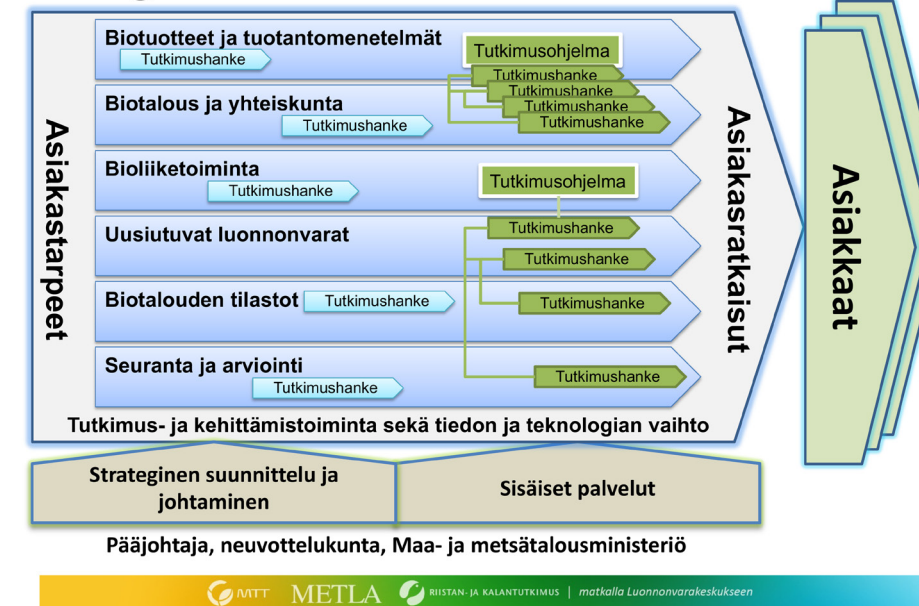 Biotuotteet ja tuotantomenetelmät
Tutkimushanke
Tutkimusohjelma
Tutkimushanke
Tutkimushanke
Tutkimushanke
Tutkimushanke
Biotalous ja yhteiskunta
Tutkimushanke
Bioliiketoiminta
Tutkimushanke
Tutkimusohjelma
Uusiutuvat luonnonvarat
Tutkimushanke
Tutkimushanke
Biotalouden tilastot
Tutkimushanke
Tutkimushanke
Seuranta ja arviointi
Tutkimushanke
Tutkimushanke
Asiakastarpeet
Asiakasratkaisut
Asiakkaat
Tutkimus- ja kehittämistoiminta sekä tiedon ja teknologian vaihto
Strateginen suunnittelu ja
johtaminen
Sisäiset palvelut
Pääjohtaja, neuvottelukunta, Maa- ja metsätalousministeriö
MTT METLA RIISTAN- JA KALANTUTKIMUS | matkalla Luonnonvarakeskukseen